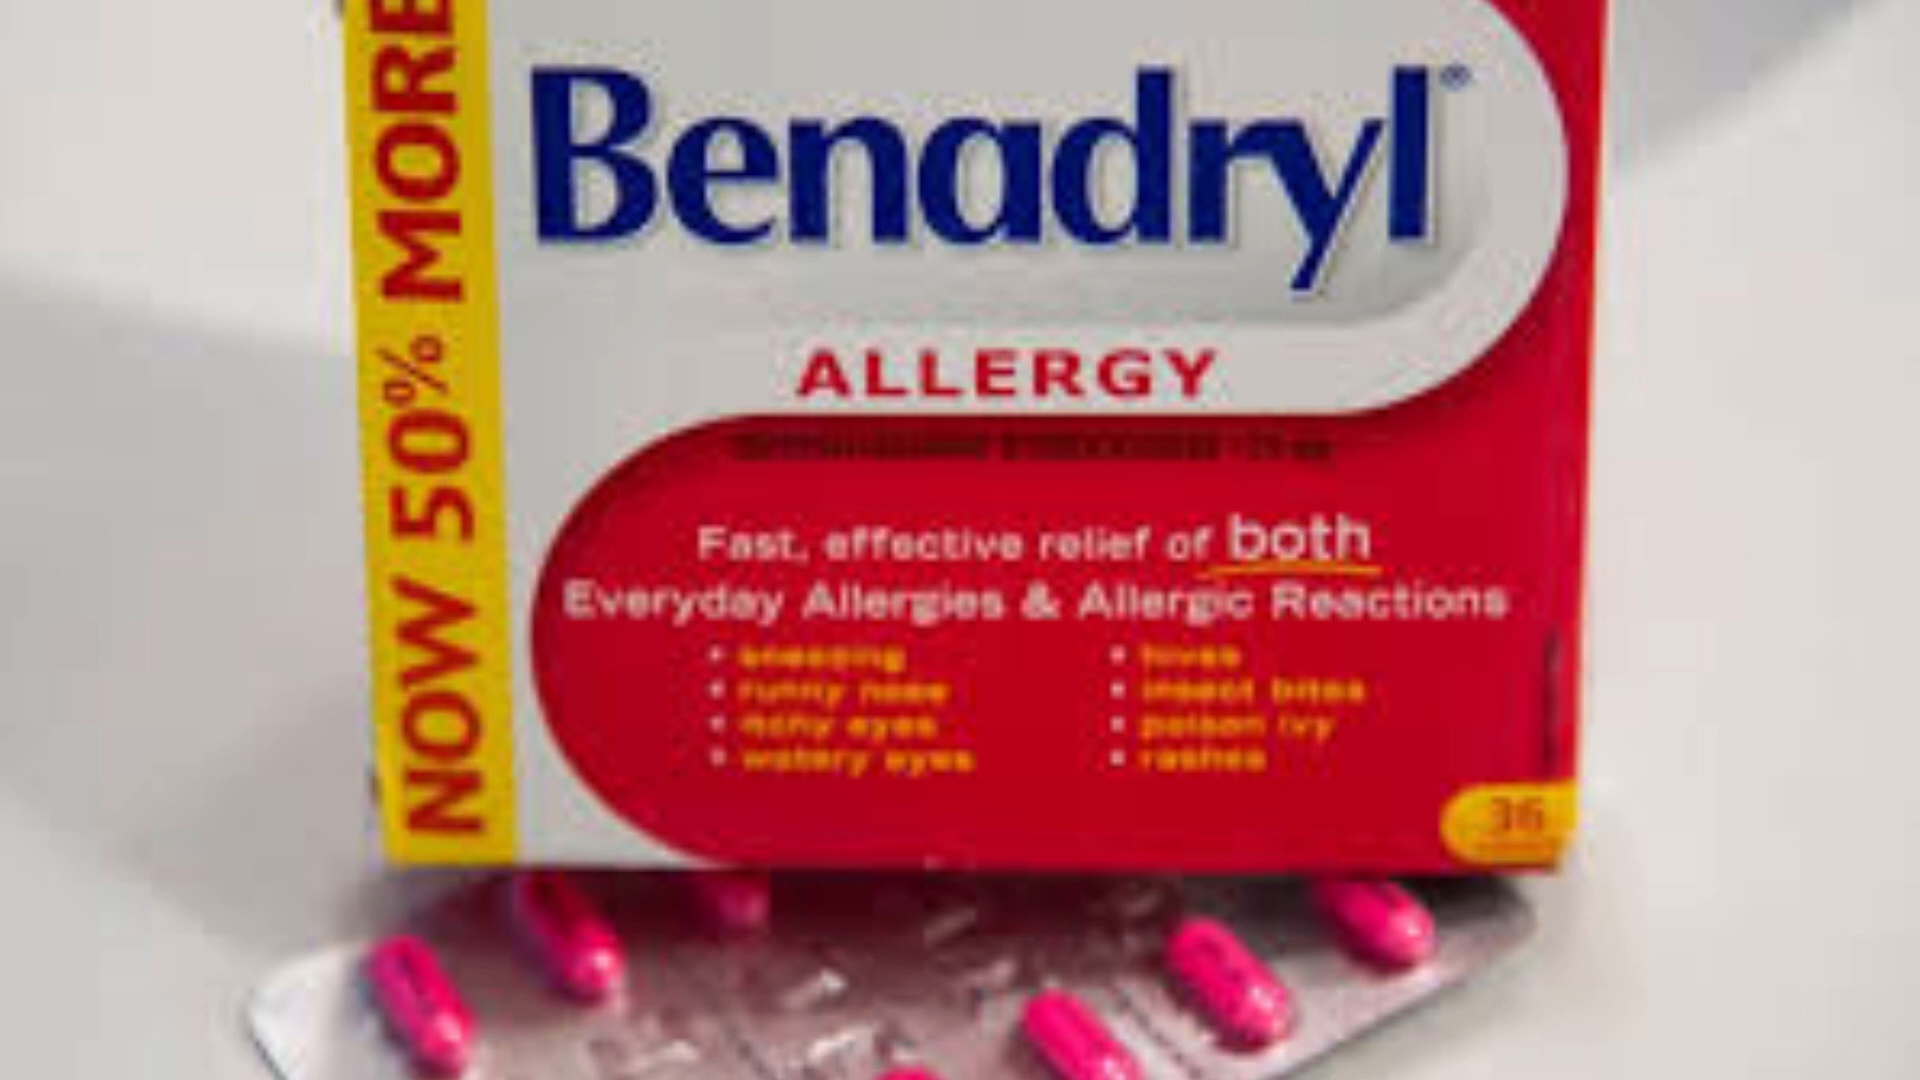 NOW 50% MORE
Benadryl®
ALLERGY
Fast, effective relief of both
Everyday Allergies & Allergic Reactions
• sneezing
• runny nose
• itchy eyes
• watery eyes
• hives
• insect bites
• poison ivy
• rashes
36